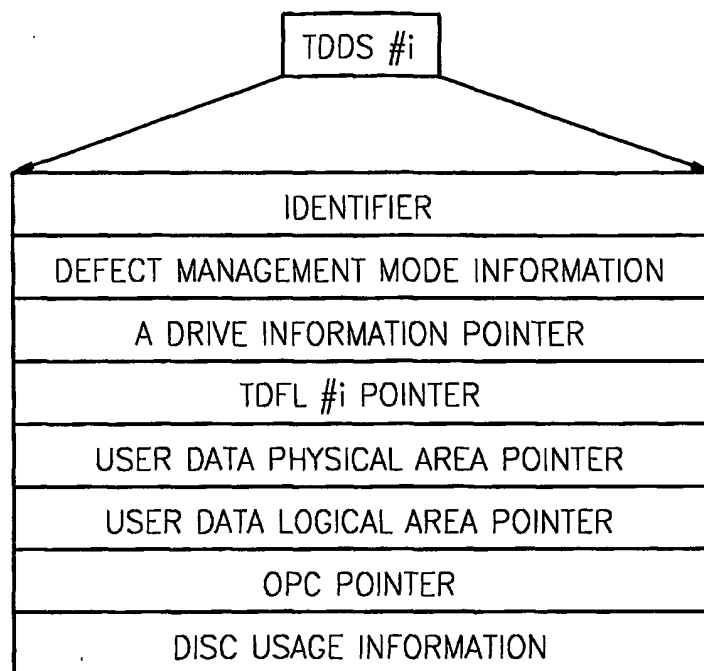 TDDS #i
IDENTIFIER
DEFECT MANAGEMENT MODE INFORMATION
A DRIVE INFORMATION POINTER
TDFL #i POINTER
USER DATA PHYSICAL AREA POINTER
USER DATA LOGICAL AREA POINTER
OPC POINTER
DISC USAGE INFORMATION